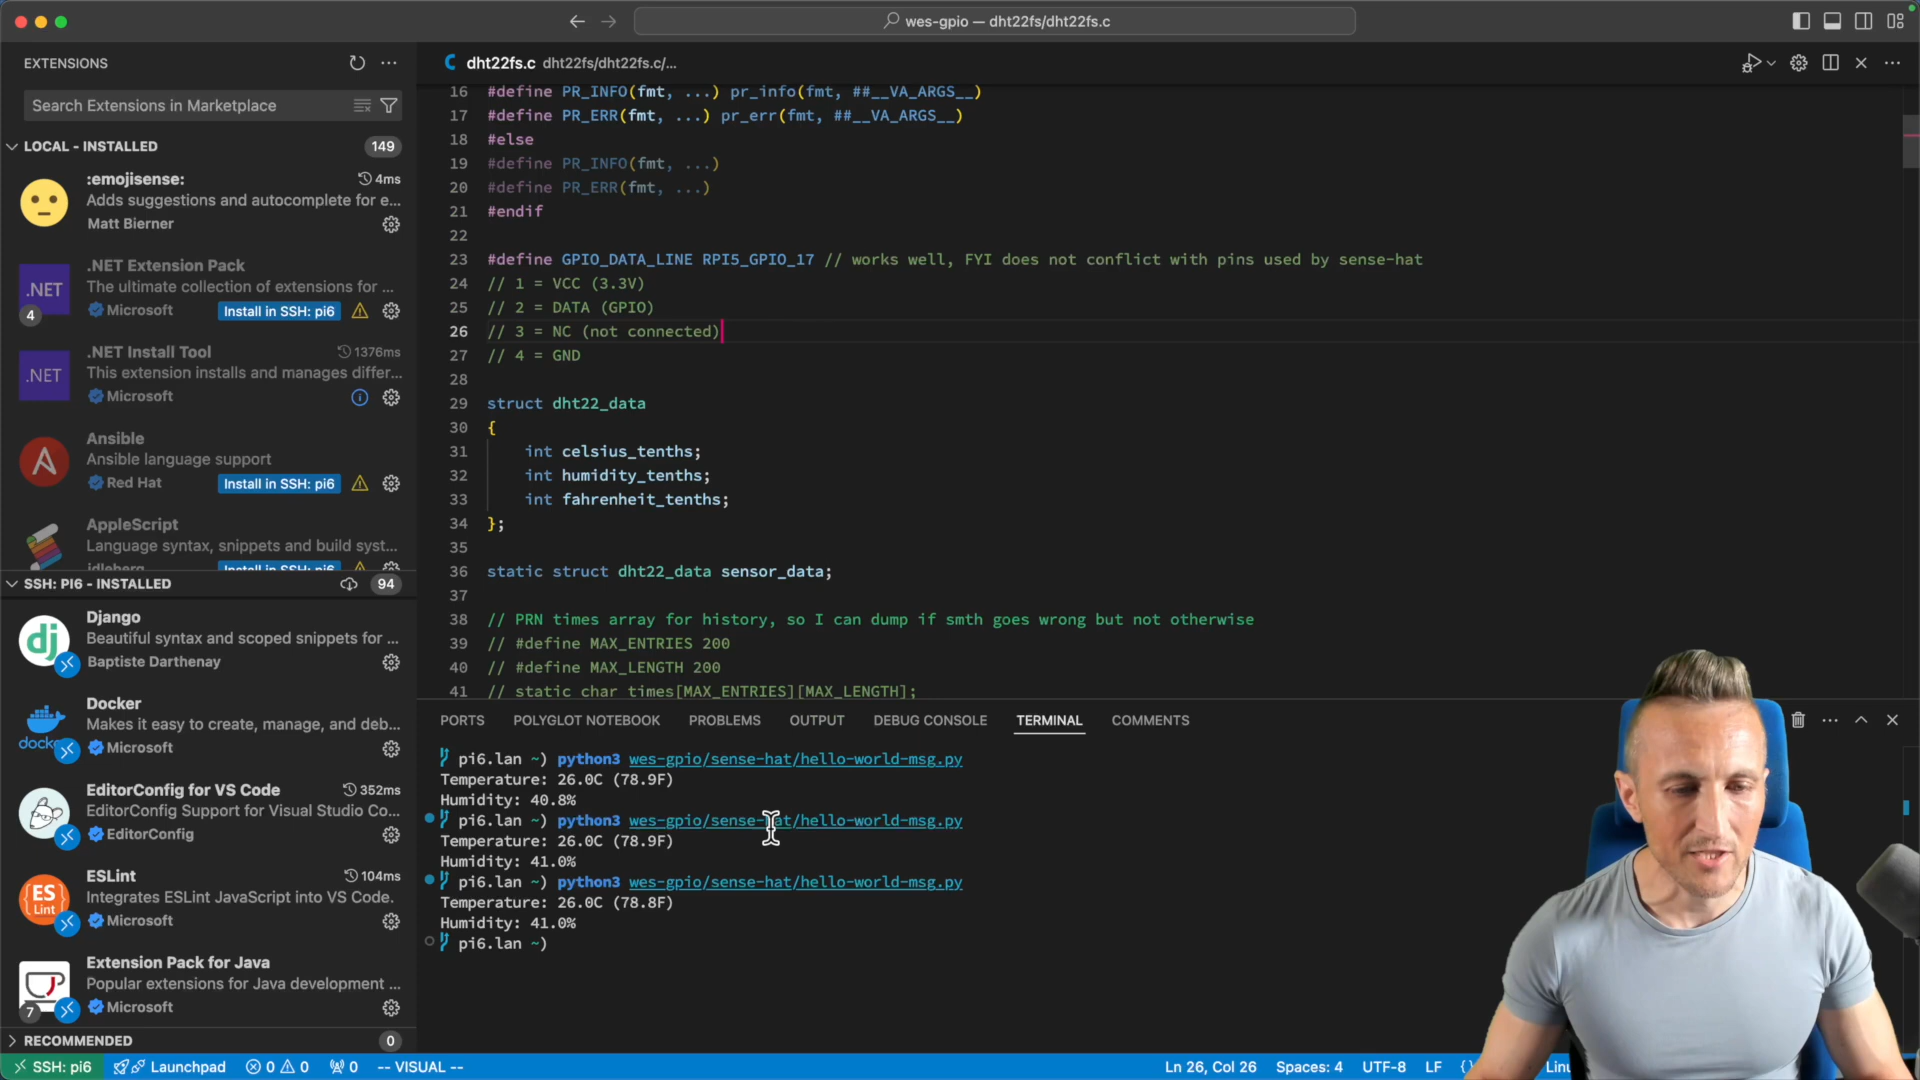 wes-gpio — dht22fs/dht22fs.c
EXTENSIONS
Search Extensions in Marketplace
LOCAL - INSTALLED 149
:emojisense: 4ms
Adds suggestions and autocomplete for e...
Matt Bierner
.NET Extension Pack
The ultimate collection of extensions for ...
Microsoft Install in SSH: pi6
.NET
4
.NET Install Tool 1376ms
This extension installs and manages differ...
Microsoft
.NET
Ansible
Ansible language support
Red Hat Install in SSH: pi6
AppleScript
Language syntax, snippets and build syst...
idleberg Install in SSH: pi6
SSH: PI6 - INSTALLED 94
Django
Beautiful syntax and scoped snippets for ...
Baptiste Darthenay
dj
Docker
Makes it easy to create, manage, and deb...
Microsoft
EditorConfig for VS Code 352ms
EditorConfig Support for Visual Studio Co...
EditorConfig
ESLint 104ms
Integrates ESLint JavaScript into VS Code.
Microsoft
ES
Lint
Extension Pack for Java
Popular extensions for Java development ...
Microsoft
7
RECOMMENDED 0
C dht22fs.c dht22fs/dht22fs.c/...
16 #define PR_INFO(fmt, ...) pr_info(fmt, ##__VA_ARGS__)
17 #define PR_ERR(fmt, ...) pr_err(fmt, ##__VA_ARGS__)
18 #else
19 #define PR_INFO(fmt, ...)
20 #define PR_ERR(fmt, ...)
21 #endif
22
23 #define GPIO_DATA_LINE RPI5_GPIO_17 // works well, FYI does not conflict with pins used by sense-hat
24 // 1 = VCC (3.3V)
25 // 2 = DATA (GPIO)
26 // 3 = NC (not connected)
27 // 4 = GND
28
29 struct dht22_data
30 {
31 int celsius_tenths;
32 int humidity_tenths;
33 int fahrenheit_tenths;
34 };
35
36 static struct dht22_data sensor_data;
37
38 // PRN times array for history, so I can dump if smth goes wrong but not otherwise
39 // #define MAX_ENTRIES 200
40 // #define MAX_LENGTH 200
41 // static char times[MAX_ENTRIES][MAX_LENGTH];
PORTS POLYGLOT NOTEBOOK PROBLEMS OUTPUT DEBUG CONSOLE TERMINAL COMMENTS
pi6.lan ~) python3 wes-gpio/sense-hat/hello-world-msg.py
Temperature: 26.0C (78.9F)
Humidity: 40.8%
pi6.lan ~) python3 wes-gpio/sense-hat/hello-world-msg.py
Temperature: 26.0C (78.9F)
Humidity: 41.0%
pi6.lan ~) python3 wes-gpio/sense-hat/hello-world-msg.py
Temperature: 26.0C (78.8F)
Humidity: 41.0%
pi6.lan ~)
SSH: pi6 Launchpad 0 0 0 -- VISUAL -- Ln 26, Col 26 Spaces: 4 UTF-8 LF